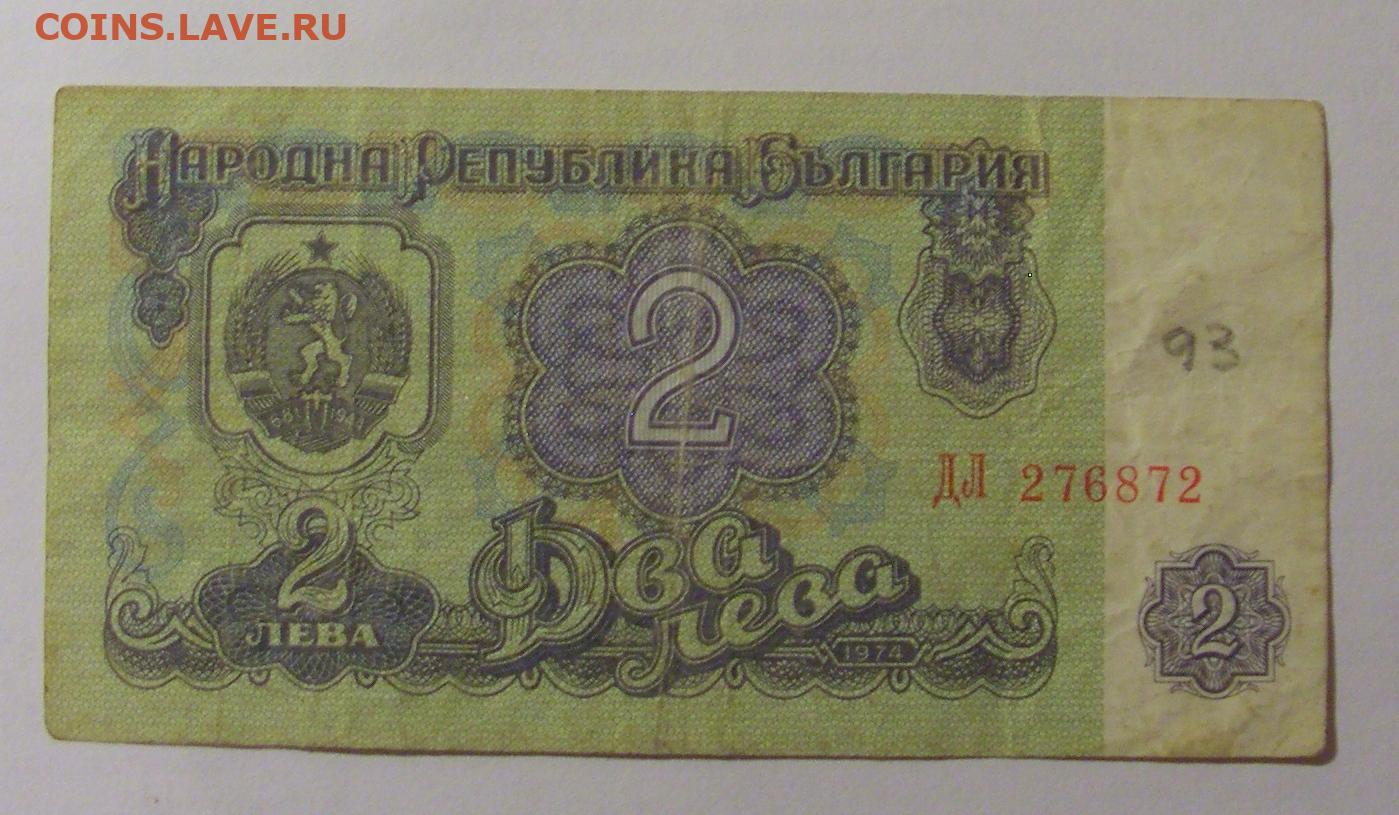 COINS.LAVE.RU
НАРОДНА РЕПУБЛИКА БЪЛГАРИЯ
2
93
ДЛ 276872
2
ЛЕВА
Два
лева
1974
2